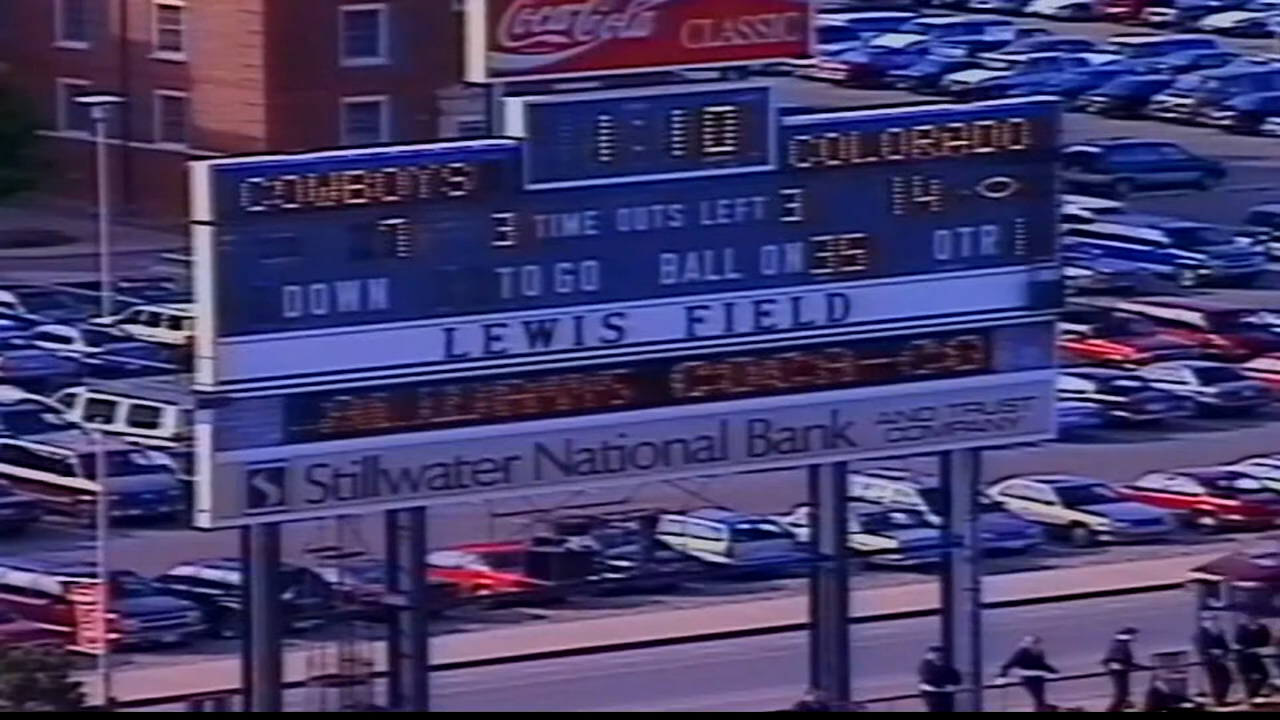 Coca-Cola CLASSIC
1:10
COWBOYS COLORADO
7 3 TIME OUTS LEFT 3 14
DOWN TO GO BALL ON 35 QTR 1
LEWIS FIELD
Stillwater National Bank AND TRUST COMPANY